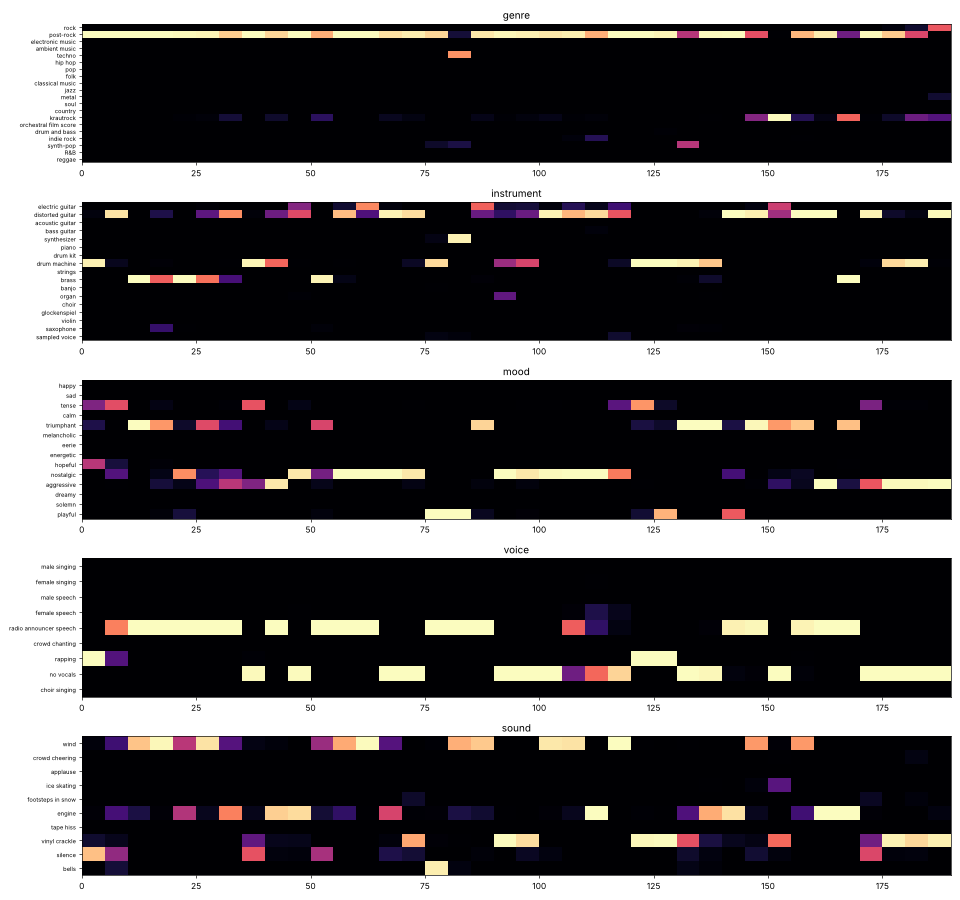 genre
rock
post-rock
electronic music
ambient music
techno
hip hop
pop
folk
classical music
jazz
metal
soul
country
krautrock
orchestral film score
drum and bass
indie rock
synth-pop
R&B
reggae
0 25 50 75 100 125 150 175
instrument
electric guitar
distorted guitar
acoustic guitar
bass guitar
synthesizer
piano
drum kit
drum machine
strings
brass
banjo
organ
choir
glockenspiel
violin
saxophone
sampled voice
0 25 50 75 100 125 150 175
mood
happy
sad
tense
calm
triumphant
melancholic
eerie
energetic
hopeful
nostalgic
aggressive
dreamy
solemn
playful
0 25 50 75 100 125 150 175
voice
male singing
female singing
male speech
female speech
radio announcer speech
crowd chanting
rapping
no vocals
choir singing
0 25 50 75 100 125 150 175
sound
wind
crowd cheering
applause
ice skating
footsteps in snow
engine
tape hiss
vinyl crackle
silence
bells
0 25 50 75 100 125 150 175